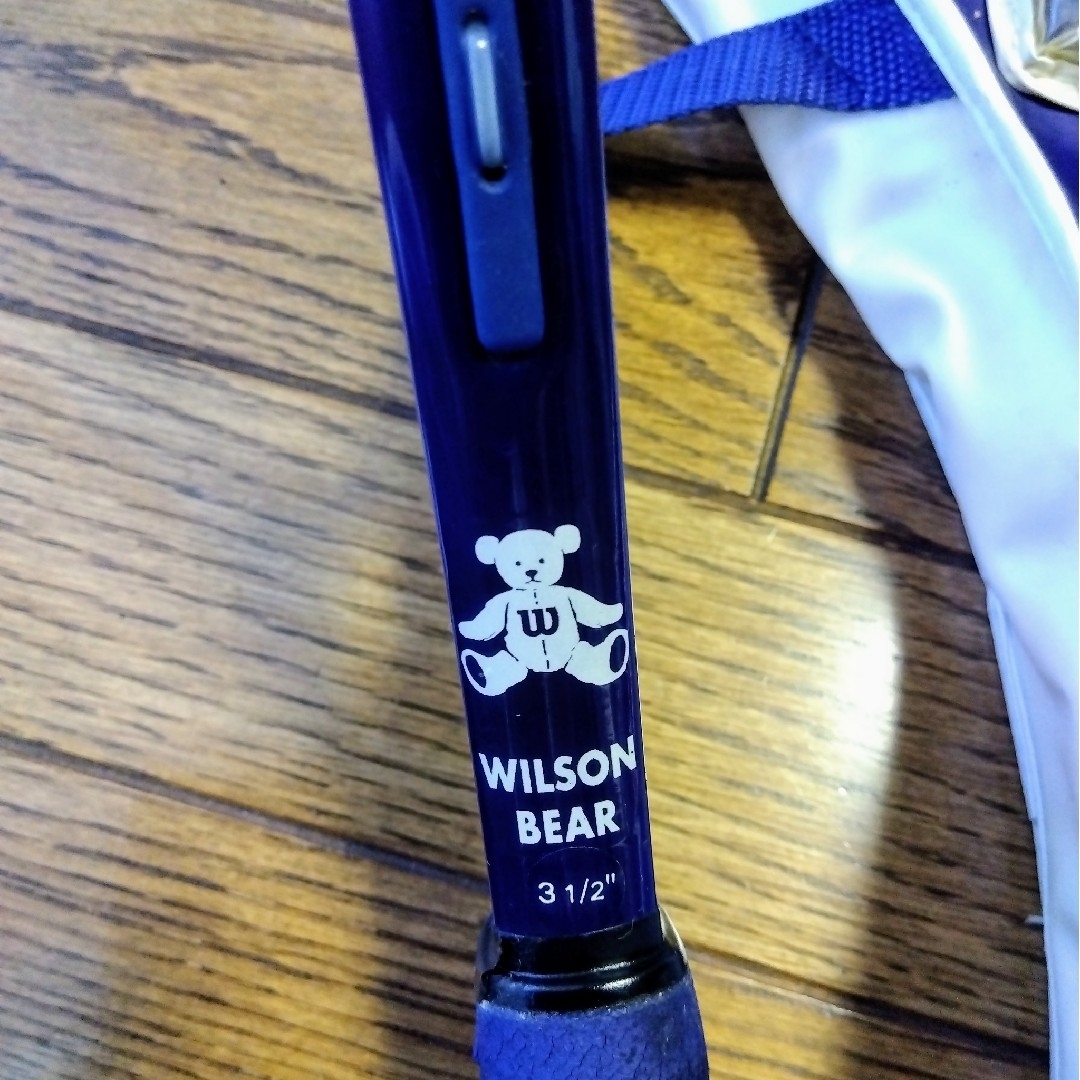 W
WILSON
BEAR
3 1/2"